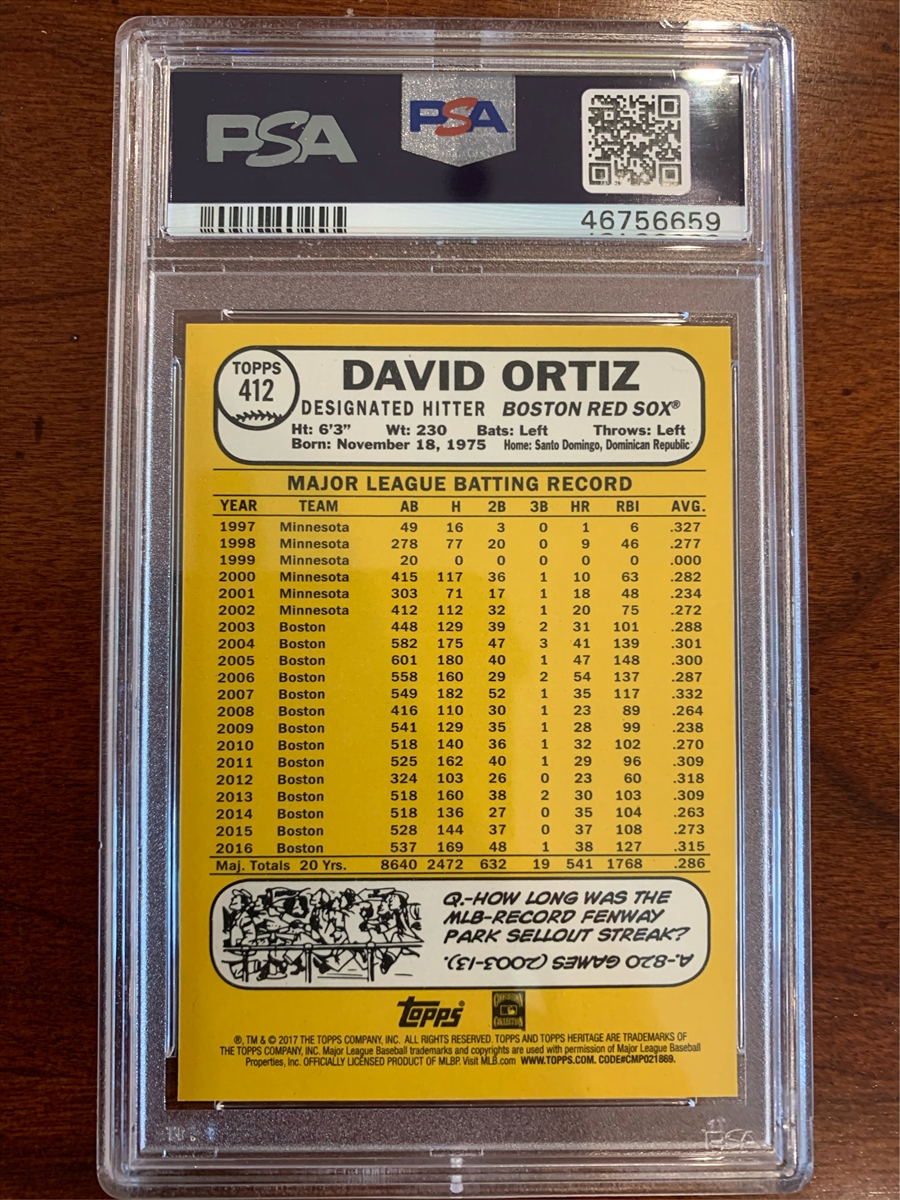 PSA PSA
46756659
TOPPS
412
DAVID ORTIZ
DESIGNATED HITTER BOSTON RED SOX®
Ht: 6'3" Wt: 230 Bats: Left Throws: Left
Born: November 18, 1975 Home: Santo Domingo, Dominican Republic
MAJOR LEAGUE BATTING RECORD
YEAR TEAM AB H 2B 3B HR RBI AVG.
1997 Minnesota 49 16 3 0 1 6 .327
1998 Minnesota 278 77 20 0 9 46 .277
1999 Minnesota 20 0 0 0 0 0 .000
2000 Minnesota 415 117 36 1 10 63 .282
2001 Minnesota 303 71 17 1 18 48 .234
2002 Minnesota 412 112 32 1 20 75 .272
2003 Boston 448 129 39 2 31 101 .288
2004 Boston 582 175 47 3 41 139 .301
2005 Boston 601 180 40 1 47 148 .300
2006 Boston 558 160 29 2 54 137 .287
2007 Boston 549 182 52 1 35 117 .332
2008 Boston 416 110 30 1 23 89 .264
2009 Boston 541 129 35 1 28 99 .238
2010 Boston 518 140 36 1 32 102 .270
2011 Boston 525 162 40 1 29 96 .309
2012 Boston 324 103 26 0 23 60 .318
2013 Boston 518 160 38 2 30 103 .309
2014 Boston 518 136 27 0 35 104 .263
2015 Boston 528 144 37 0 37 108 .273
2016 Boston 537 169 48 1 38 127 .315
Maj. Totals 20 Yrs. 8640 2472 632 19 541 1768 .286
Q.-HOW LONG WAS THE
MLB-RECORD FENWAY
PARK SELLOUT STREAK?
A.-820 GAMES (2003-13).
Topps® COOPERSTOWN
COLLECTION
®, TM & © 2017 THE TOPPS COMPANY, INC. ALL RIGHTS RESERVED. TOPPS AND TOPPS HERITAGE ARE TRADEMARKS OF
THE TOPPS COMPANY, INC. Major League Baseball trademarks and copyrights are used with permission of Major League Baseball
Properties, Inc. OFFICIALLY LICENSED PRODUCT OF MLBP. Visit MLB.com WWW.TOPPS.COM. CODE#CMP021869.
PSA